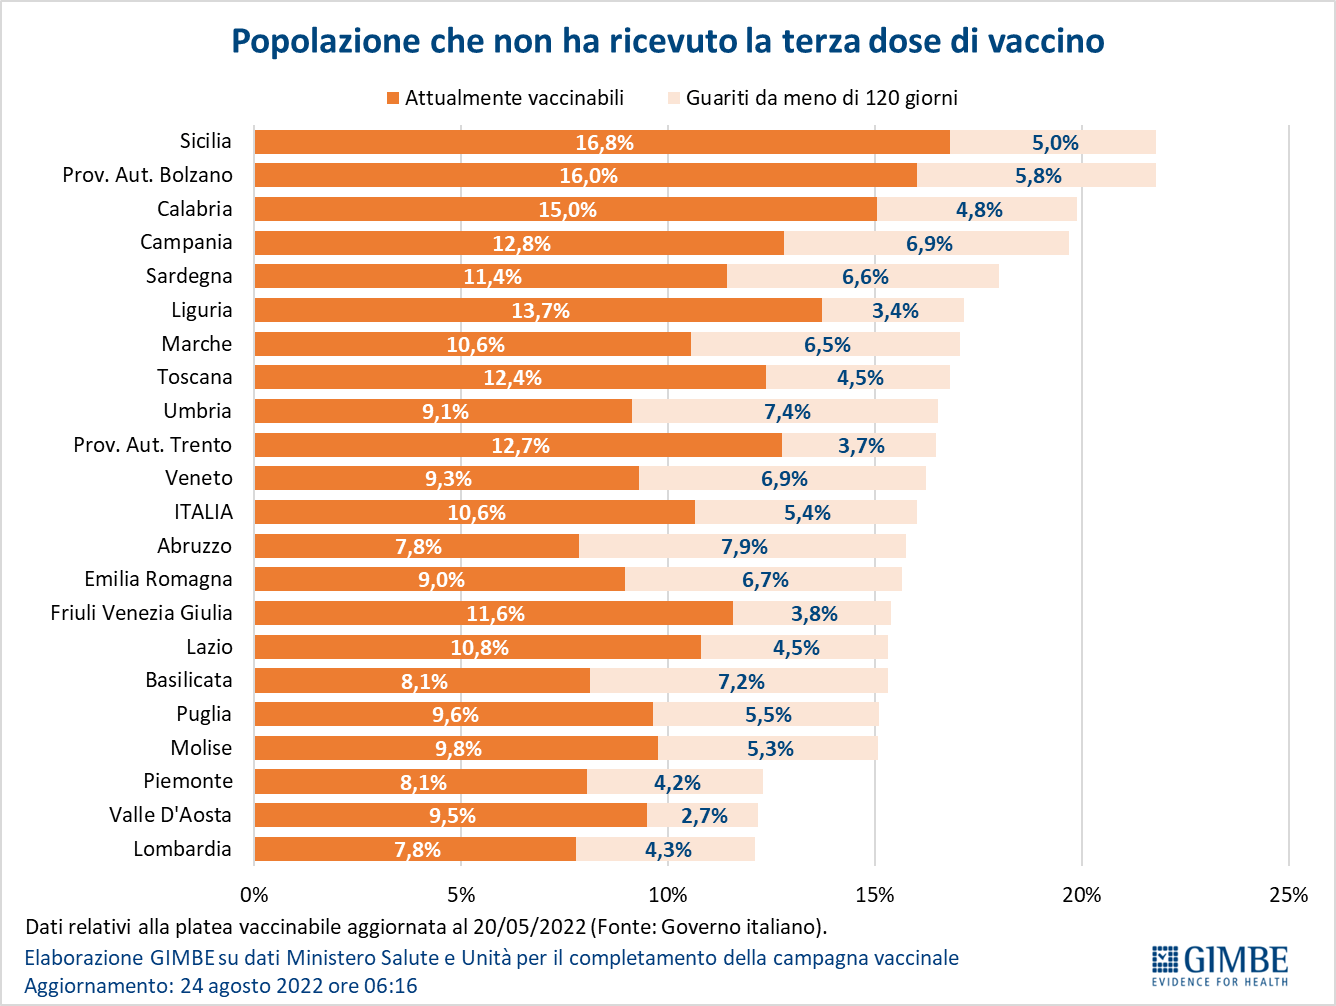 Popolazione che non ha ricevuto la terza dose di vaccino
Attualmente vaccinabili Guariti da meno di 120 giorni
Sicilia 16,8% 5,0%
Prov. Aut. Bolzano 16,0% 5,8%
Calabria 15,0% 4,8%
Campania 12,8% 6,9%
Sardegna 11,4% 6,6%
Liguria 13,7% 3,4%
Marche 10,6% 6,5%
Toscana 12,4% 4,5%
Umbria 9,1% 7,4%
Prov. Aut. Trento 12,7% 3,7%
Veneto 9,3% 6,9%
ITALIA 10,6% 5,4%
Abruzzo 7,8% 7,9%
Emilia Romagna 9,0% 6,7%
Friuli Venezia Giulia 11,6% 3,8%
Lazio 10,8% 4,5%
Basilicata 8,1% 7,2%
Puglia 9,6% 5,5%
Molise 9,8% 5,3%
Piemonte 8,1% 4,2%
Valle D'Aosta 9,5% 2,7%
Lombardia 7,8% 4,3%
0% 5% 10% 15% 20% 25%
Dati relativi alla platea vaccinabile aggiornata al 20/05/2022 (Fonte: Governo italiano).
Elaborazione GIMBE su dati Ministero Salute e Unità per il completamento della campagna vaccinale
Aggiornamento: 24 agosto 2022 ore 06:16
GIMBE
EVIDENCE FOR HEALTH